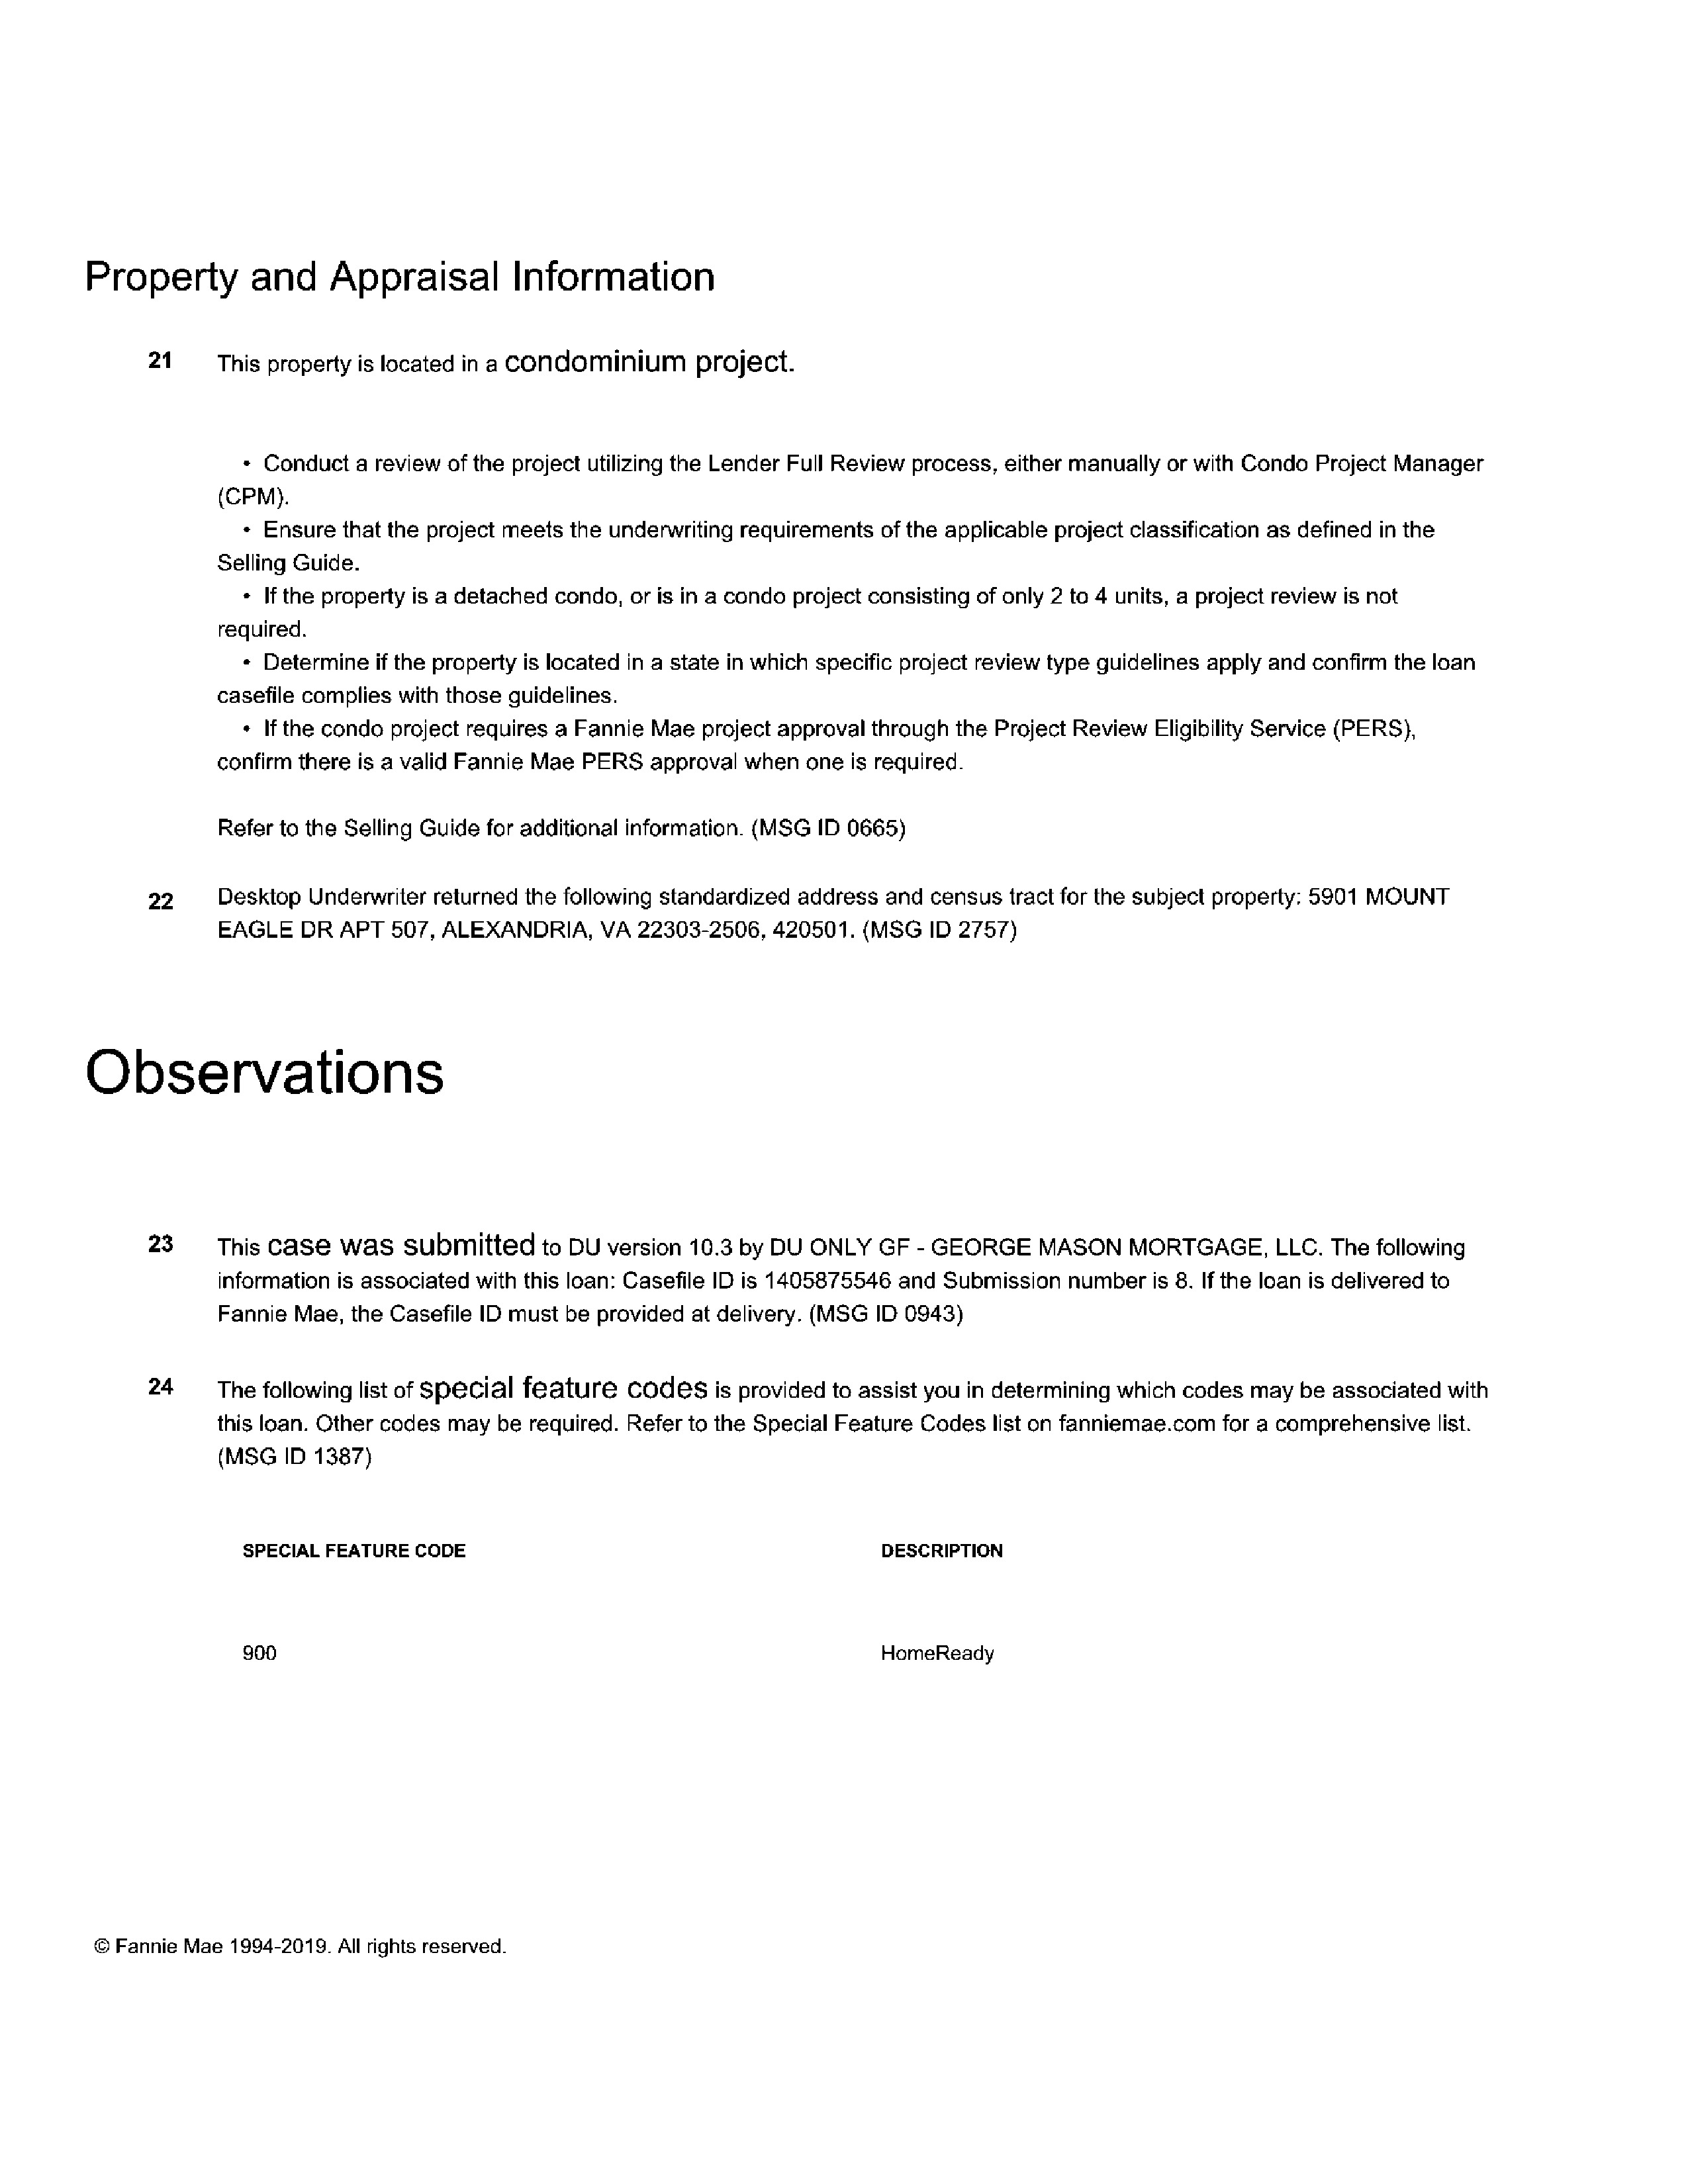 Property and Appraisal Information
21 This property is located in a condominium project.
• Conduct a review of the project utilizing the Lender Full Review process, either manually or with Condo Project Manager
(CPM).
• Ensure that the project meets the underwriting requirements of the applicable project classification as defined in the
Selling Guide.
• If the property is a detached condo, or is in a condo project consisting of only 2 to 4 units, a project review is not
required.
• Determine if the property is located in a state in which specific project review type guidelines apply and confirm the loan
casefile complies with those guidelines.
• If the condo project requires a Fannie Mae project approval through the Project Review Eligibility Service (PERS),
confirm there is a valid Fannie Mae PERS approval when one is required.
Refer to the Selling Guide for additional information. (MSG ID 0665)
22 Desktop Underwriter returned the following standardized address and census tract for the subject property: 5901 MOUNT
EAGLE DR APT 507, ALEXANDRIA, VA 22303-2506, 420501. (MSG ID 2757)
Observations
23 This case was submitted to DU version 10.3 by DU ONLY GF - GEORGE MASON MORTGAGE, LLC. The following
information is associated with this loan: Casefile ID is 1405875546 and Submission number is 8. If the loan is delivered to
Fannie Mae, the Casefile ID must be provided at delivery. (MSG ID 0943)
24 The following list of special feature codes is provided to assist you in determining which codes may be associated with
this loan. Other codes may be required. Refer to the Special Feature Codes list on fanniemae.com for a comprehensive list.
(MSG ID 1387)
SPECIAL FEATURE CODE DESCRIPTION
900 HomeReady
© Fannie Mae 1994-2019. All rights reserved.